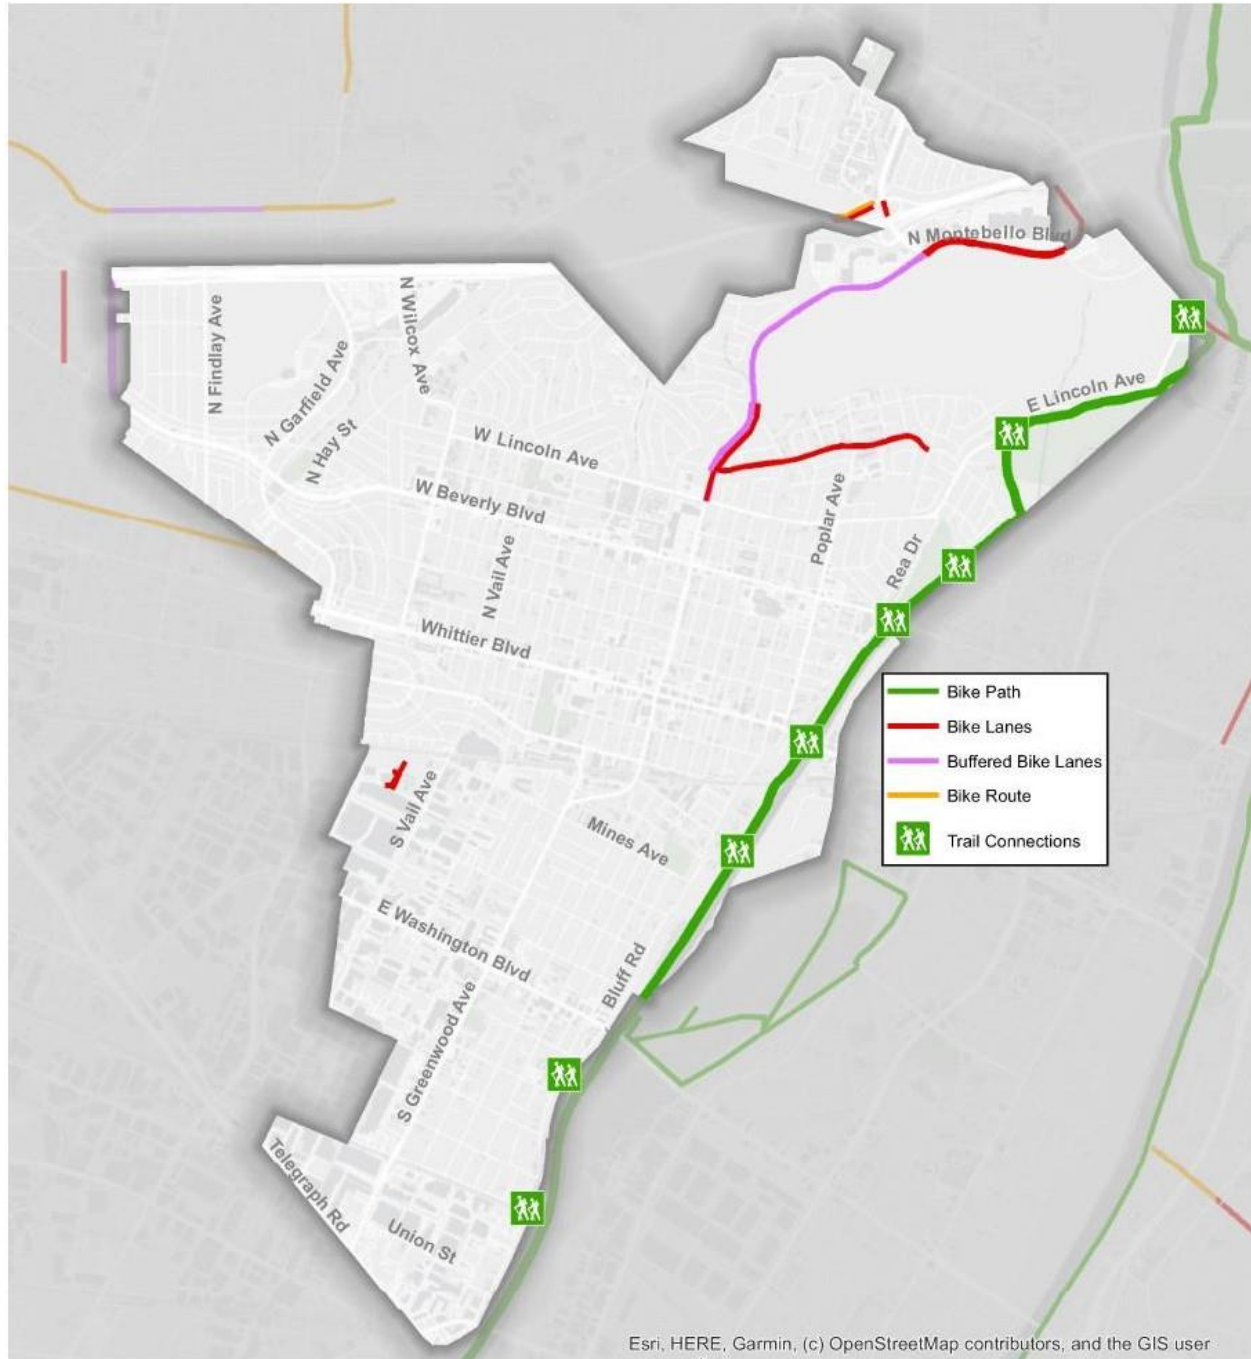 N Montebello Blvd
N Findlay Ave
N Wilcox Ave
N Garfield Ave
N Hay St
E Lincoln Ave
W Lincoln Ave
W Beverly Blvd
Poplar Ave
N Vail Ave
Rea Dr
Whittier Blvd
Bike Path
Bike Lanes
Buffered Bike Lanes
Bike Route
Trail Connections
S Vail Ave
Mines Ave
E Washington Blvd
Bluff Rd
S Greenwood Ave
Telegraph Rd
Union St
Esri, HERE, Garmin, (c) OpenStreetMap contributors, and the GIS user